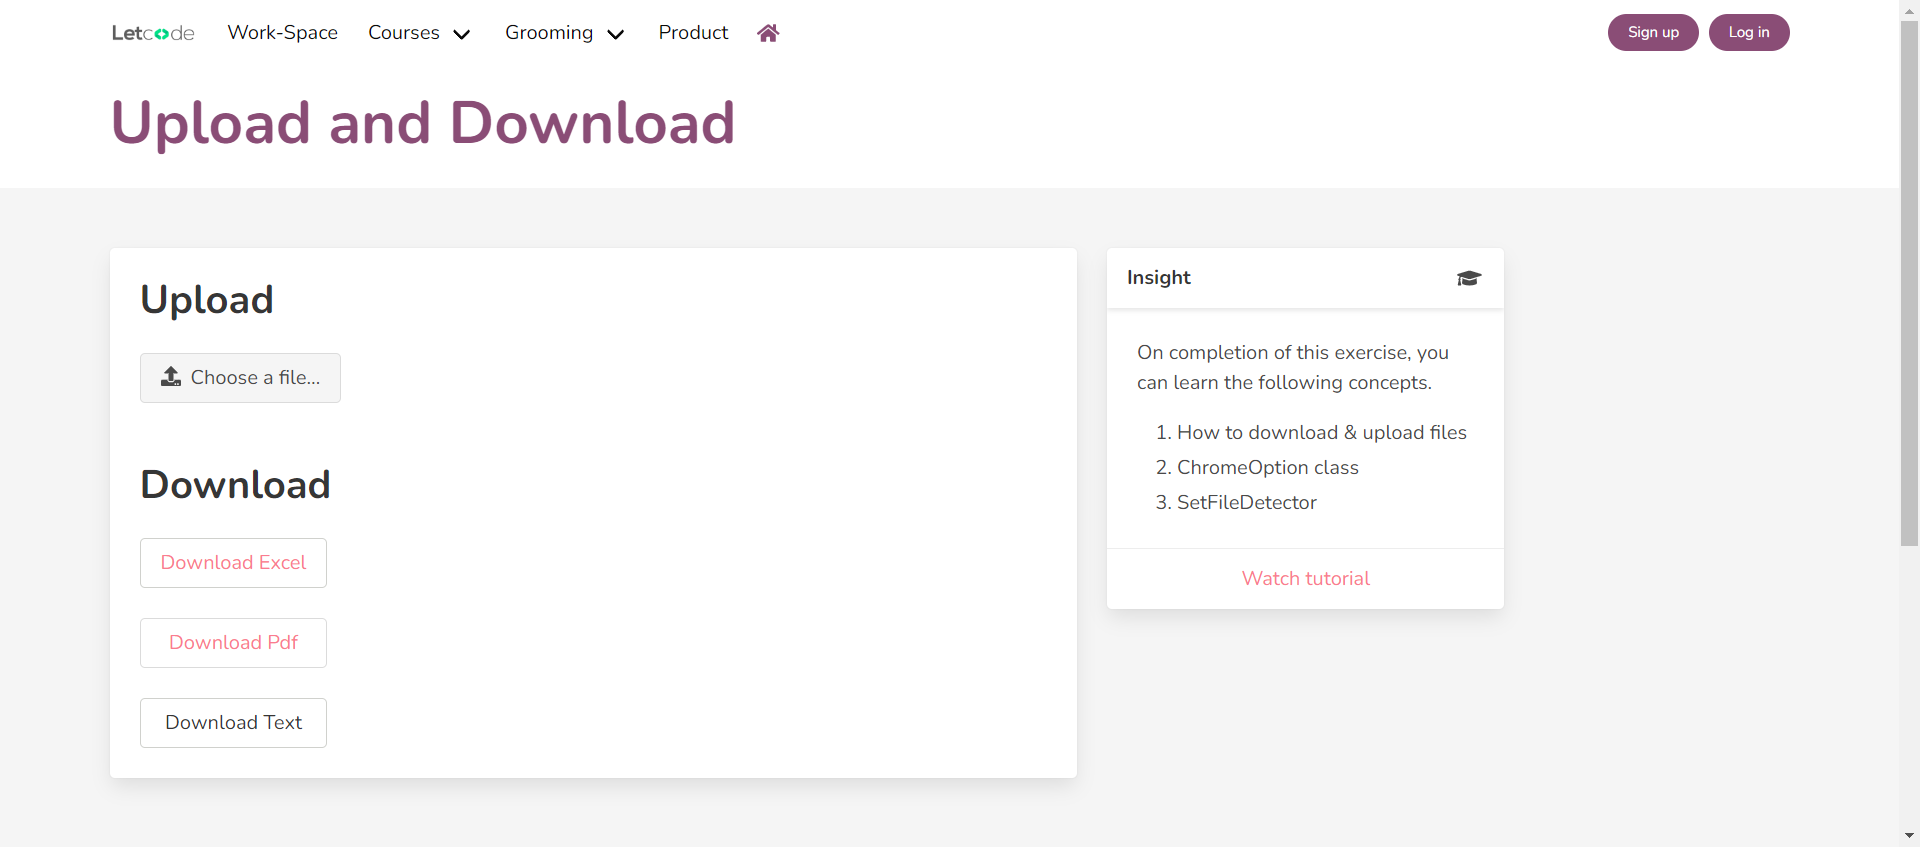 Letcode Work-Space Courses Grooming Product Sign up Log in
Upload and Download
Upload
Choose a file...
Download
Download Excel
Download Pdf
Download Text
Insight
On completion of this exercise, you
can learn the following concepts.
1. How to download & upload files
2. ChromeOption class
3. SetFileDetector
Watch tutorial